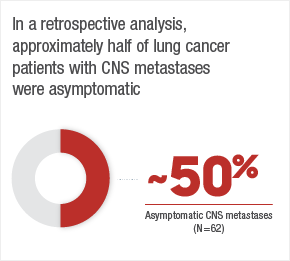 In a retrospective analysis,
approximately half of lung cancer
patients with CNS metastases
were asymptomatic
~50%
Asymptomatic CNS metastases
(N=62)